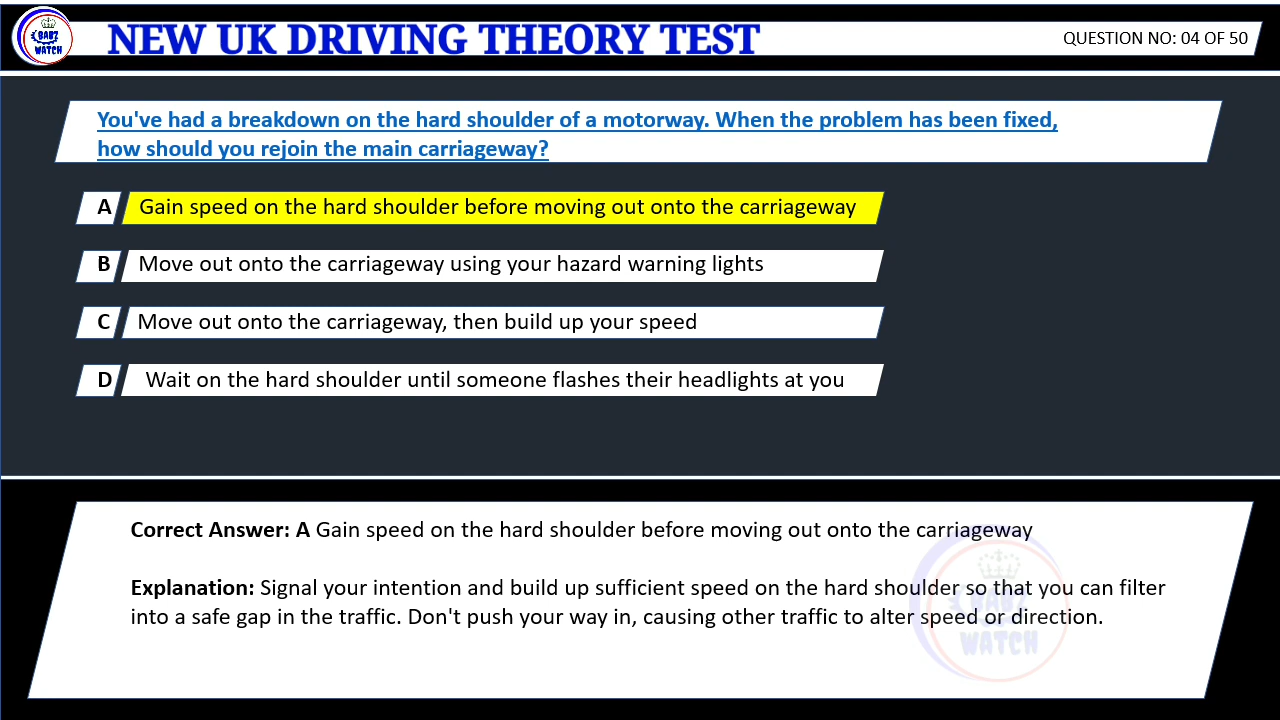 BABZ
WATCH
NEW UK DRIVING THEORY TEST
QUESTION NO: 04 OF 50
You've had a breakdown on the hard shoulder of a motorway. When the problem has been fixed,
how should you rejoin the main carriageway?
A Gain speed on the hard shoulder before moving out onto the carriageway
B Move out onto the carriageway using your hazard warning lights
C Move out onto the carriageway, then build up your speed
D Wait on the hard shoulder until someone flashes their headlights at you
Correct Answer: A Gain speed on the hard shoulder before moving out onto the carriageway
Explanation: Signal your intention and build up sufficient speed on the hard shoulder so that you can filter
into a safe gap in the traffic. Don't push your way in, causing other traffic to alter speed or direction.
BABZ
WATCH